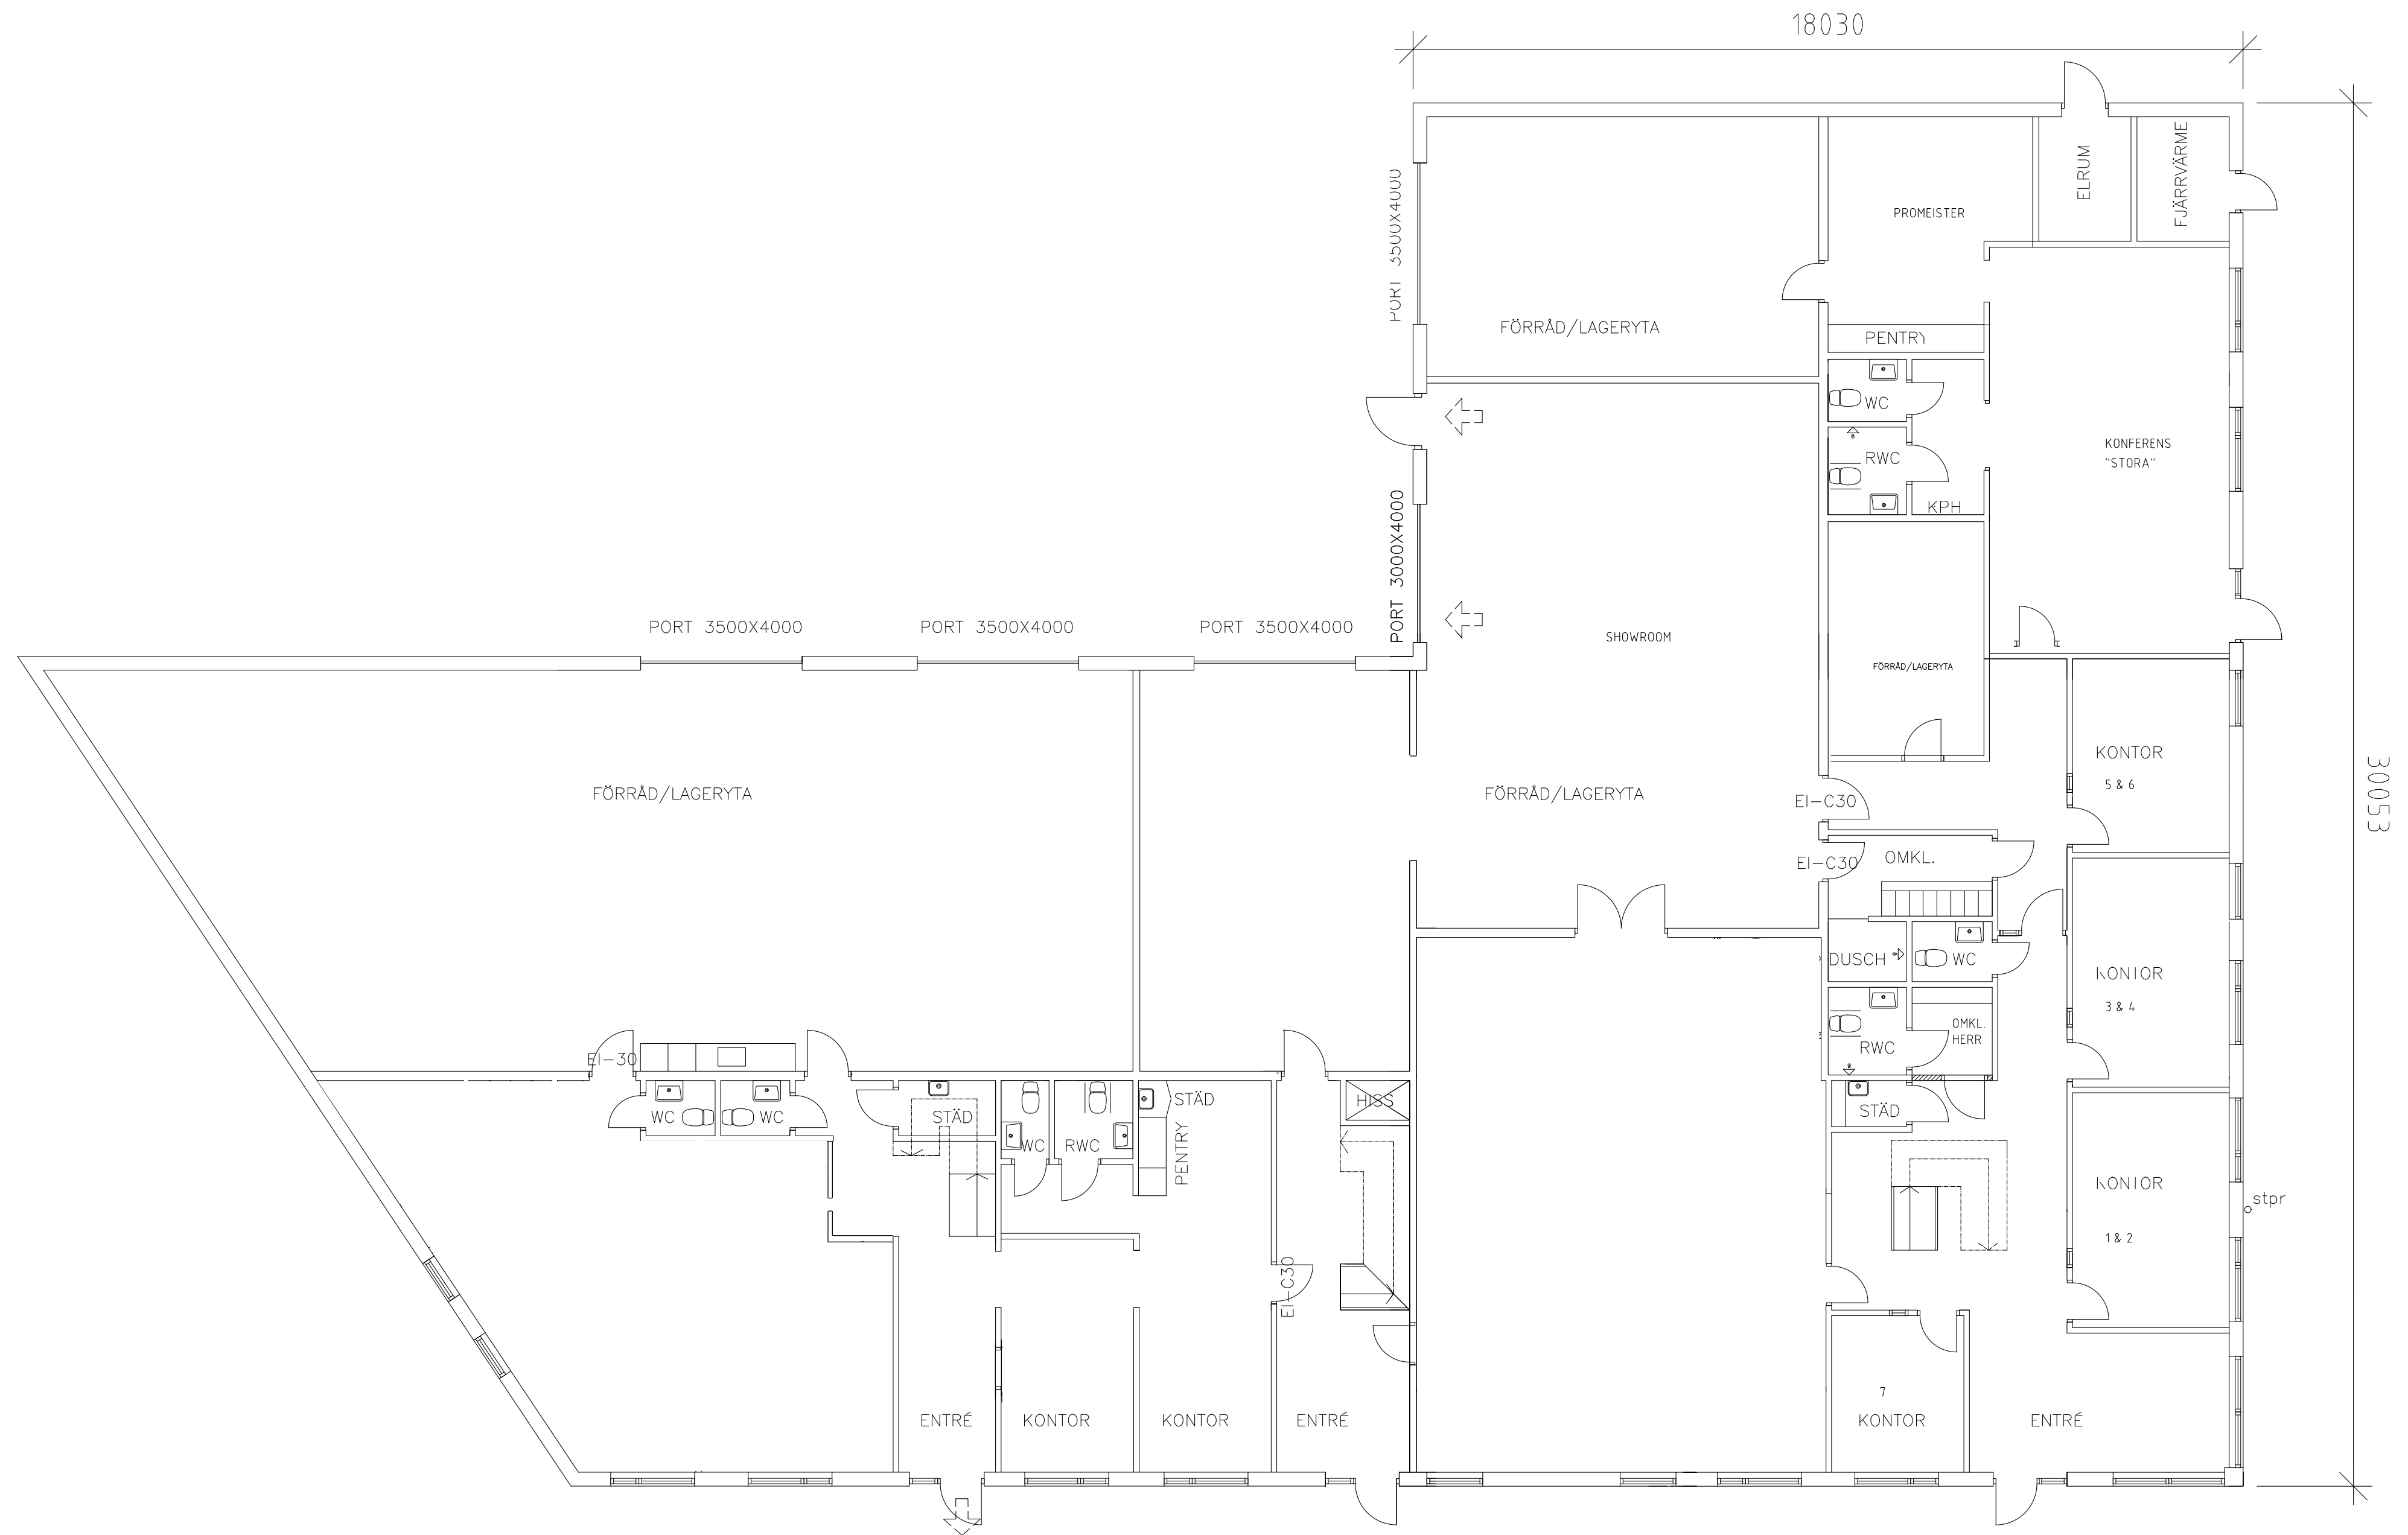 18030
ELRUM
FJÄRRVÄRME
PORT 3500X4000
PROMEISTER
FÖRRÅD/LAGERYTA
PENTRY
WC
RWC
KPH
KONFERENS
"STORA"
PORT 3000X4000
PORT 3500X4000
PORT 3500X4000
PORT 3500X4000
SHOWROOM
FÖRRÅD/LAGERYTA
KONTOR
5 & 6
30053
FÖRRÅD/LAGERYTA
FÖRRÅD/LAGERYTA
EI-C30
EI-C30
OMKL.
DUSCH
WC
KONTOR
3 & 4
OMKL.
HERR
RWC
EI-30
WC
WC
STÄD
WC
RWC
STÄD
PENTRY
HISS
STÄD
KONTOR
1 & 2
stpr
EI-C30
7
ENTRÉ
KONTOR
KONTOR
ENTRÉ
KONTOR
ENTRÉ